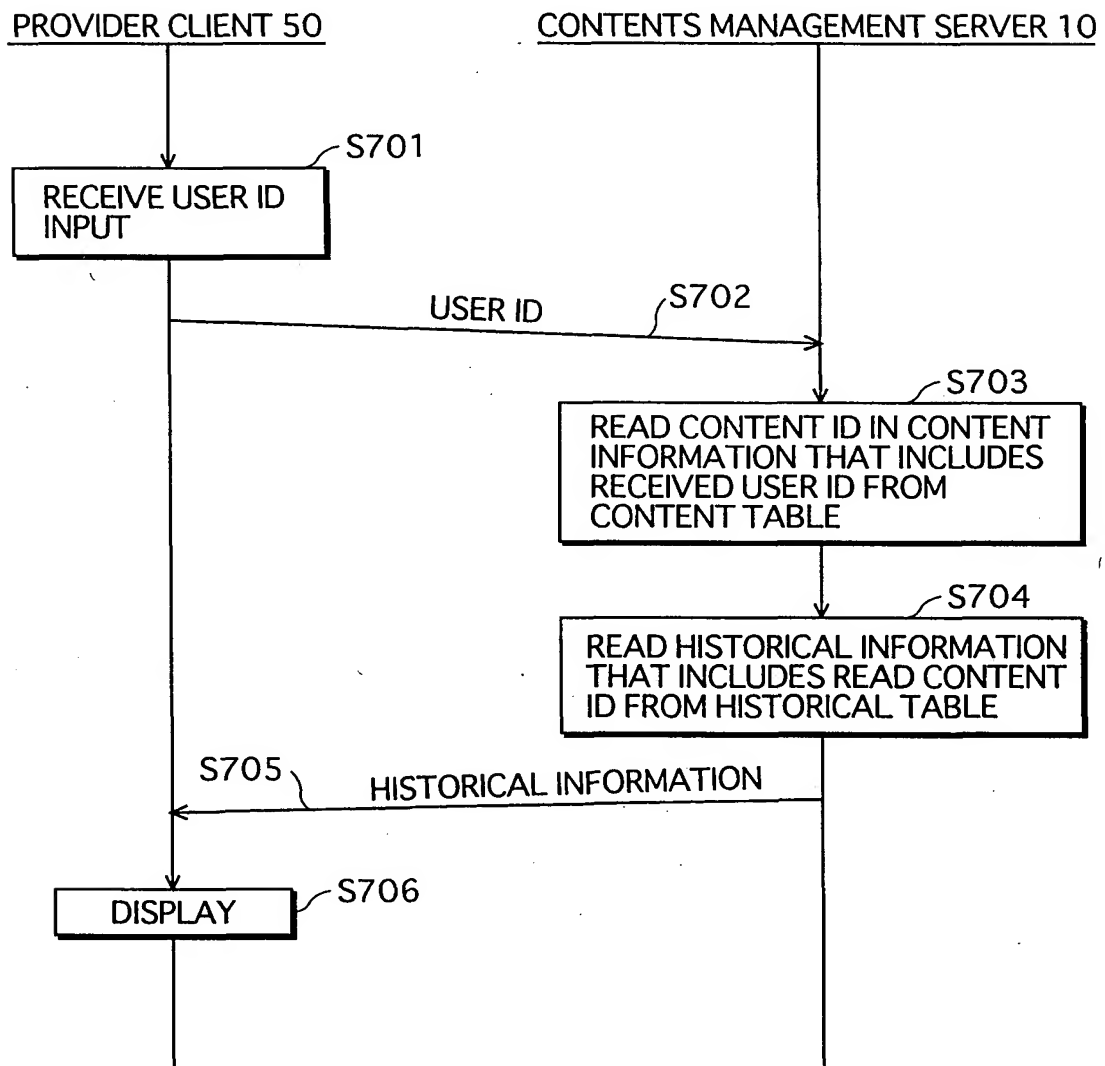 PROVIDER CLIENT 50
CONTENTS MANAGEMENT SERVER 10
S701
RECEIVE USER ID
INPUT
USER ID
S702
S703
READ CONTENT ID IN CONTENT
INFORMATION THAT INCLUDES
RECEIVED USER ID FROM
CONTENT TABLE
S704
READ HISTORICAL INFORMATION
THAT INCLUDES READ CONTENT
ID FROM HISTORICAL TABLE
S705
HISTORICAL INFORMATION
S706
DISPLAY